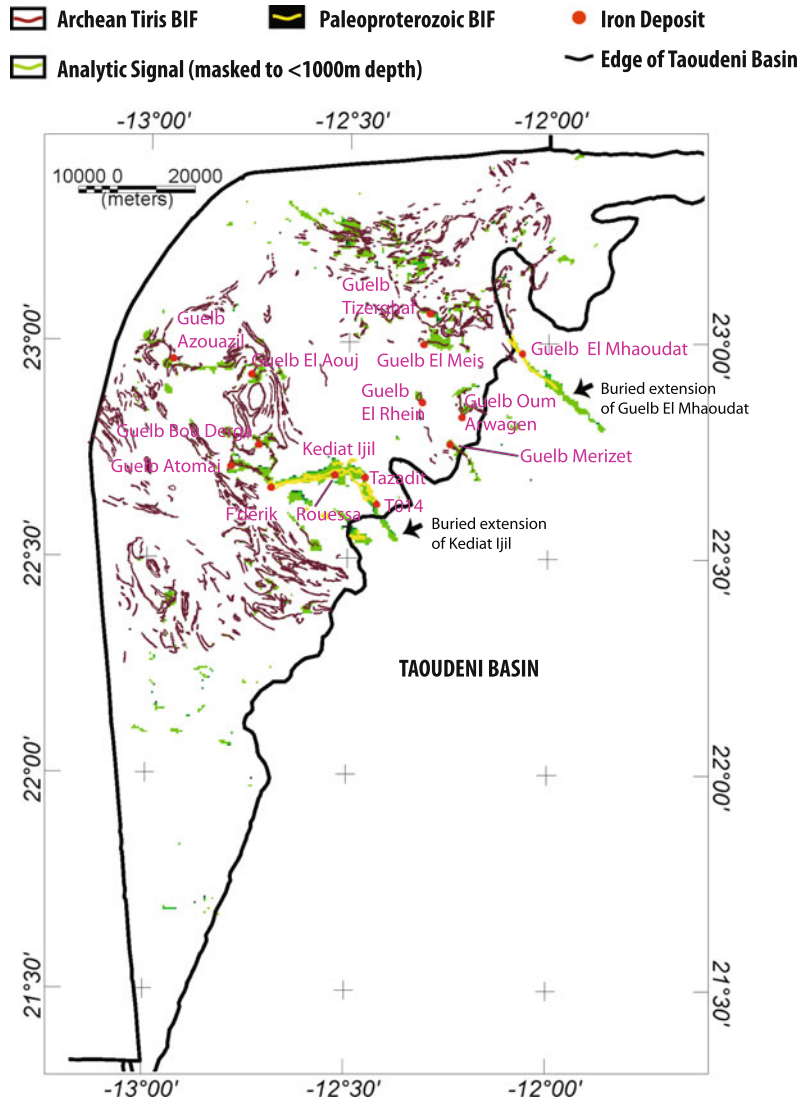 Archean Tiris BIF
Paleoproterozoic BIF
Iron Deposit
Analytic Signal (masked to <1000m depth)
Edge of Taoudeni Basin
-13°00'
-12°30'
-12°00'
10000 0 20000
(meters)
Guelb
Tizerghaf
Guelb
Azouazil
23°00'
23°00'
Guelb El Aouj
Guelb El Meis
Guelb El Mhaoudat
Buried extension
of Guelb El Mhaoudat
Guelb
El Rhein
Guelb Oum
Arwagen
Guelb Bou Derga
Kediat Ijil
Guelb Merizet
Guelb Atomai
Tazadit
F'derik
Rouessa
T014
Buried extension
of Kediat Ijil
22°30'
22°30'
TAOUDENI BASIN
22°00'
22°00'
21°30'
21°30'
-13°00'
-12°30'
-12°00'